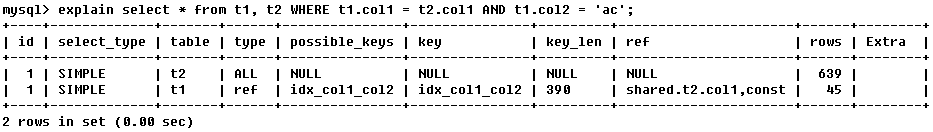 mysql> explain select * from t1, t2 WHERE t1.col1 = t2.col1 AND t1.col2 = 'ac';
+----+-------------+-------+------+---------------+---------------+---------+----------------------+------+-------+
| id | select_type | table | type | possible_keys | key           | key_len | ref                  | rows | Extra |
+----+-------------+-------+------+---------------+---------------+---------+----------------------+------+-------+
|  1 | SIMPLE      | t2    | ALL  | NULL          | NULL          | NULL    | NULL                 |  639 |       |
|  1 | SIMPLE      | t1    | ref  | idx_col1_col2 | idx_col1_col2 | 390     | shared.t2.col1,const |   45 |       |
+----+-------------+-------+------+---------------+---------------+---------+----------------------+------+-------+
2 rows in set (0.00 sec)